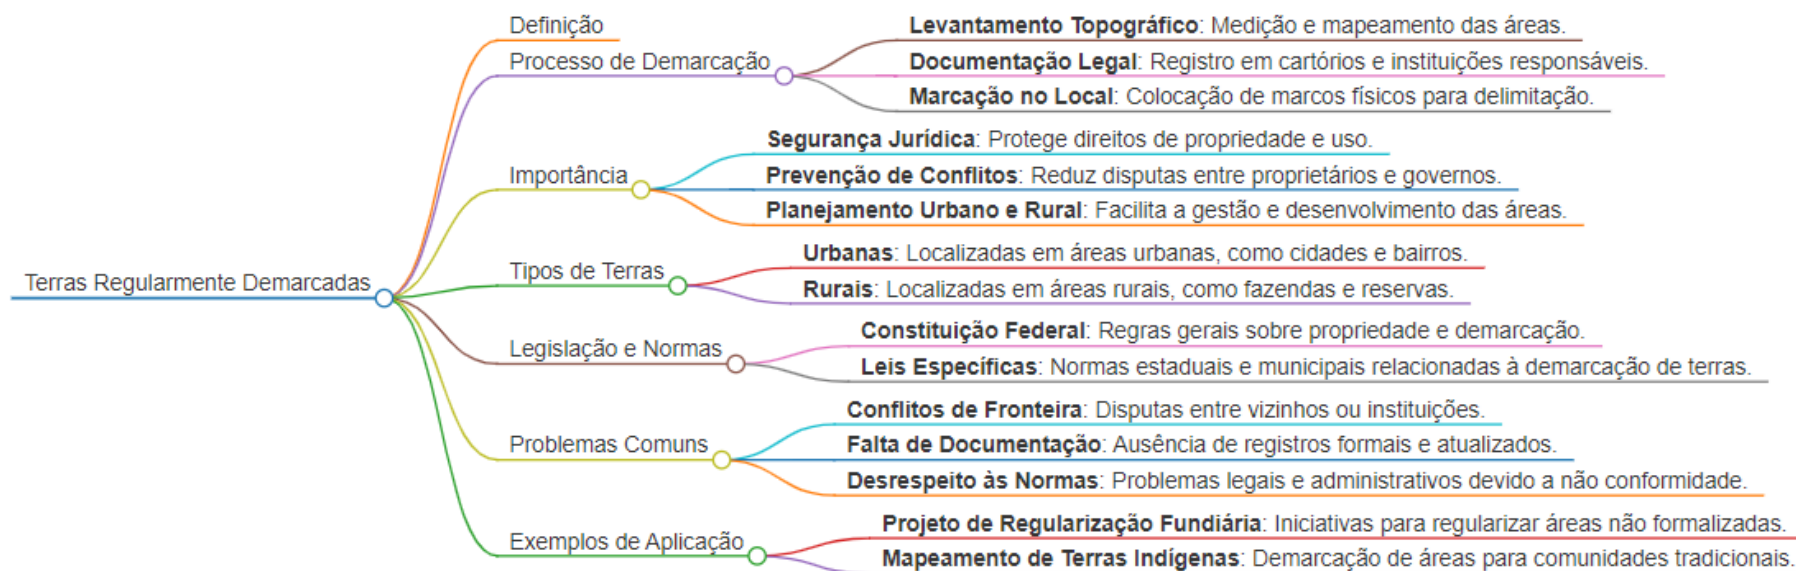 Terras Regularmente Demarcadas
Definição
Processo de Demarcação
Levantamento Topográfico: Medição e mapeamento das áreas.
Documentação Legal: Registro em cartórios e instituições responsáveis.
Marcação no Local: Colocação de marcos físicos para delimitação.
Importância
Segurança Jurídica: Protege direitos de propriedade e uso.
Prevenção de Conflitos: Reduz disputas entre proprietários e governos.
Planejamento Urbano e Rural: Facilita a gestão e desenvolvimento das áreas.
Tipos de Terras
Urbanas: Localizadas em áreas urbanas, como cidades e bairros.
Rurais: Localizadas em áreas rurais, como fazendas e reservas.
Legislação e Normas
Constituição Federal: Regras gerais sobre propriedade e demarcação.
Leis Específicas: Normas estaduais e municipais relacionadas à demarcação de terras.
Problemas Comuns
Conflitos de Fronteira: Disputas entre vizinhos ou instituições.
Falta de Documentação: Ausência de registros formais e atualizados.
Desrespeito às Normas: Problemas legais e administrativos devido a não conformidade.
Exemplos de Aplicação
Projeto de Regularização Fundiária: Iniciativas para regularizar áreas não formalizadas.
Mapeamento de Terras Indígenas: Demarcação de áreas para comunidades tradicionais.